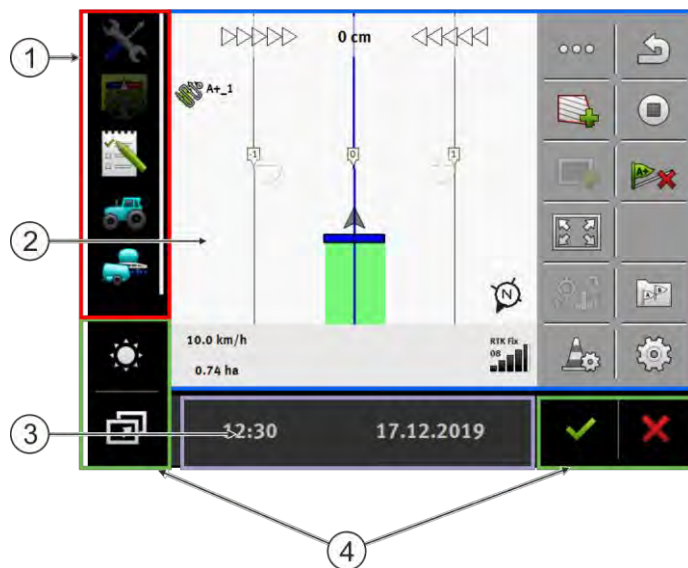 1
0 cm
A+_1
A+
-1
0
1
2
N
A B
10.0 km/h
RTK Fix
08
0.74 ha
3
12:30
17.12.2019
4